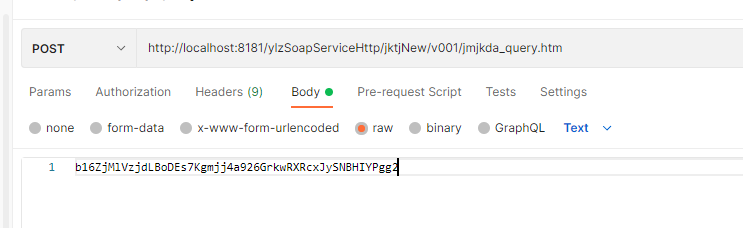 POST http://localhost:8181/ylzSoapServiceHttp/jktjNew/v001/jmjkda_query.htm
Params Authorization Headers (9) Body Pre-request Script Tests Settings
none form-data x-www-form-urlencoded raw binary GraphQL Text
1 b16ZjMlVzjdLBoDEs7Kgmjj4a926GrkwRXRcxJySNBHIYPgg2